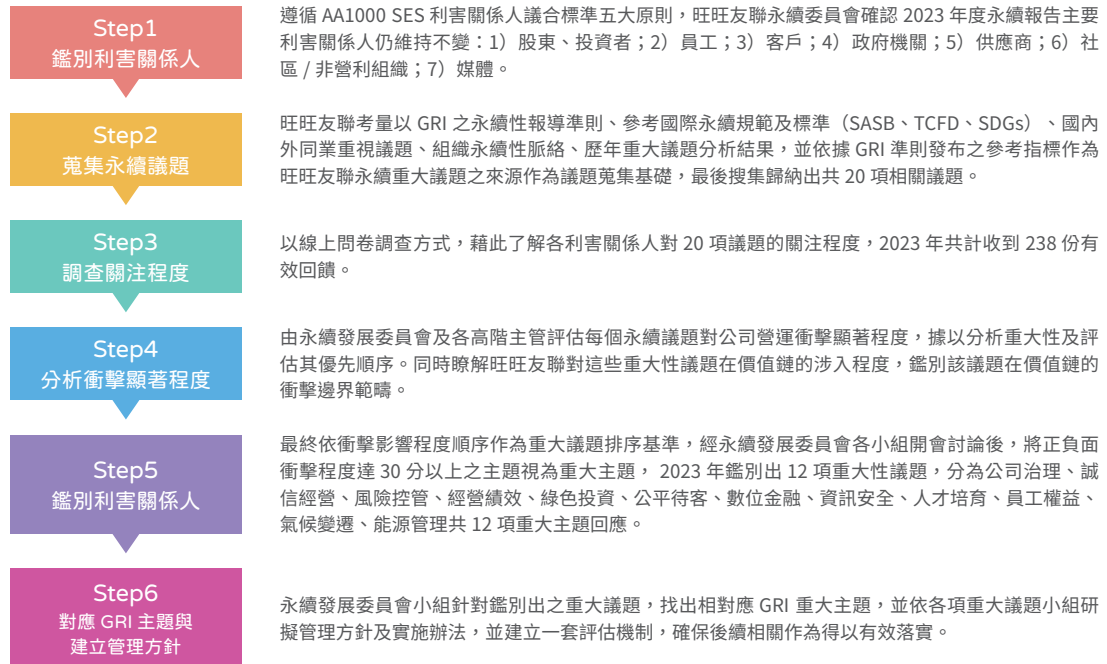 Step1
鑑別利害關係人
遵循 AA1000 SES 利害關係人議合標準五大原則，旺旺友聯永續委員會確認 2023 年度永續報告主要
利害關係人仍維持不變：1）股東、投資者；2）員工；3）客戶；4）政府機關；5）供應商；6）社
區 / 非營利組織；7）媒體。
Step2
蒐集永續議題
旺旺友聯考量以 GRI 之永續性報導準則、參考國際永續規範及標準（SASB、TCFD、SDGs）、國內
外同業重視議題、組織永續性脈絡、歷年重大議題分析結果，並依據 GRI 準則發布之參考指標作為
旺旺友聯永續重大議題之來源作為議題蒐集基礎，最後搜集歸納出共 20 項相關議題。
Step3
調查關注程度
以線上問卷調查方式，藉此了解各利害關係人對 20 項議題的關注程度，2023 年共計收到 238 份有
效回饋。
Step4
分析衝擊顯著程度
由永續發展委員會及各高階主管評估每個永續議題對公司營運衝擊顯著程度，據以分析重大性及評
估其優先順序。同時瞭解旺旺友聯對這些重大性議題在價值鏈的涉入程度，鑑別該議題在價值鏈的
衝擊邊界範疇。
Step5
鑑別利害關係人
最終依衝擊影響程度順序作為重大議題排序基準，經永續發展委員會各小組開會討論後，將正負面
衝擊程度達 30 分以上之主題視為重大主題， 2023 年鑑別出 12 項重大性議題，分為公司治理、誠
信經營、風險控管、經營績效、綠色投資、公平待客、數位金融、資訊安全、人才培育、員工權益、
氣候變遷、能源管理共 12 項重大主題回應。
Step6
對應 GRI 主題與
建立管理方針
永續發展委員會小組針對鑑別出之重大議題，找出相對應 GRI 重大主題，並依各項重大議題小組研
擬管理方針及實施辦法，並建立一套評估機制，確保後續相關作為得以有效落實。